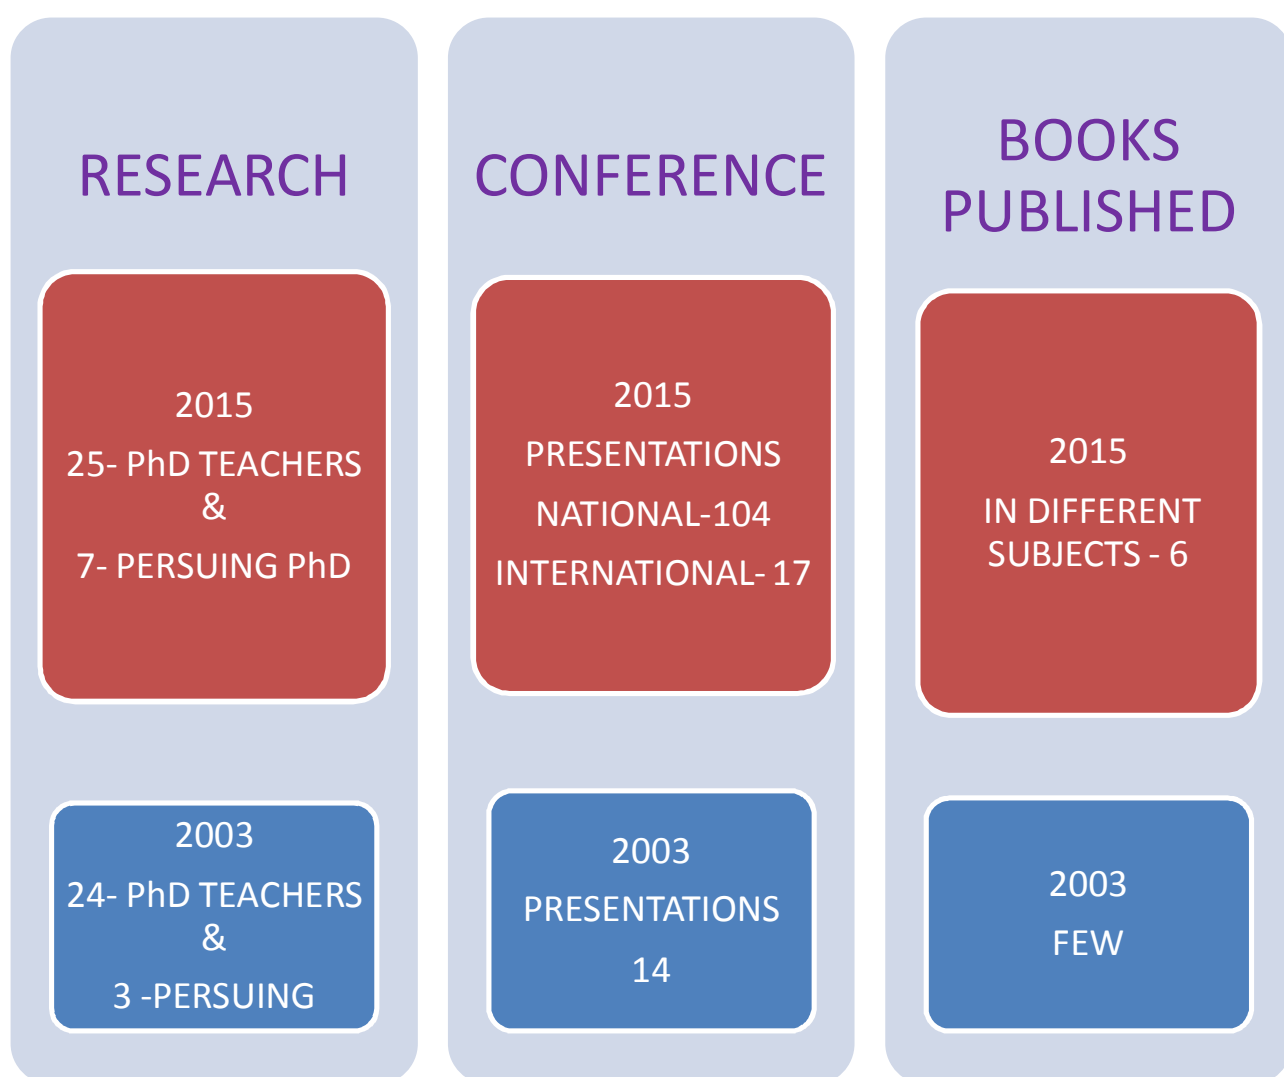 RESEARCH
2015
25- PhD TEACHERS
&
7- PERSUING PhD
2003
24- PhD TEACHERS
&
3 -PERSUING
CONFERENCE
2015
PRESENTATIONS
NATIONAL-104
INTERNATIONAL- 17
2003
PRESENTATIONS
14
BOOKS
PUBLISHED
2015
IN DIFFERENT
SUBJECTS - 6
2003
FEW